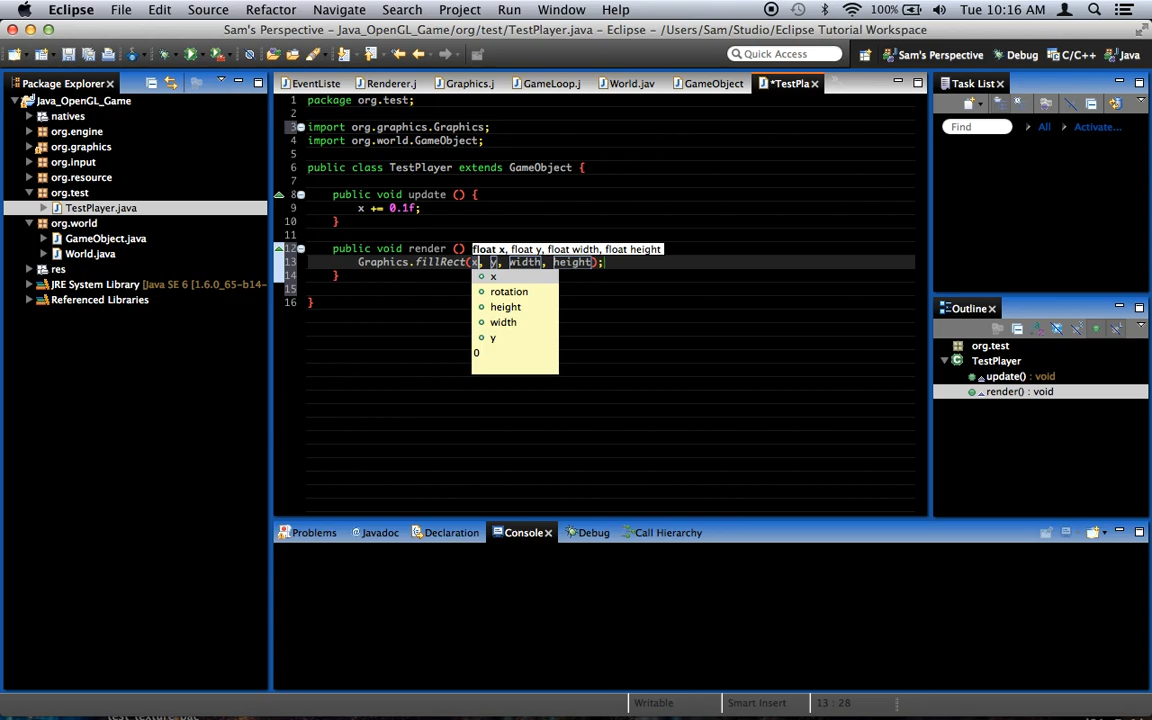 Eclipse File Edit Source Refactor Navigate Search Project Run Window Help 100% Tue 10:16 AM
Sam's Perspective - Java_OpenGL_Game/org/test/TestPlayer.java - Eclipse - /Users/Sam/Studio/Eclipse Tutorial Workspace
Quick Access Sam's Perspective Debug C/C++ Java
Package Explorer
Java_OpenGL_Game
natives
org.engine
org.graphics
org.input
org.resource
org.test
TestPlayer.java
org.world
GameObject.java
World.java
res
JRE System Library [Java SE 6 [1.6.0_65-b14-
Referenced Libraries
EventListe Renderer.j Graphics.j GameLoop.j World.jav GameObject *TestPla
1 package org.test;
2
3 import org.graphics.Graphics;
4 import org.world.GameObject;
5
6 public class TestPlayer extends GameObject {
7
8 public void update () {
9 x += 0.1f;
10 }
11
12 public void render () float x, float y, float width, float height
13 Graphics.fillRect(x, y, width, height);
14 }
15
16 }
x
rotation
height
width
y
0
Task List
Find All Activate...
Outline
org.test
TestPlayer
update() : void
render() : void
Problems Javadoc Declaration Console Debug Call Hierarchy
Writable Smart Insert 13 : 28